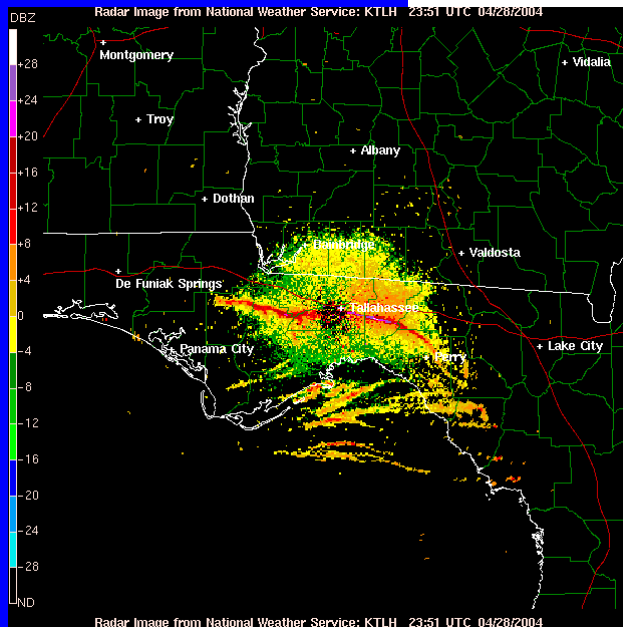 Radar Image from National Weather Service: KTLH 23:51 UTC 04/28/2004
DBZ
+28
+24
+20
+16
+12
+8
+4
0
-4
-8
-12
-16
-20
-24
-28
ND
Montgomery
Vidalia
Troy
Albany
Dothan
Bainbridge
Valdosta
De Funiak Springs
Tallahassee
Panama City
Lake City
Perry
Radar Image from National Weather Service: KTLH 23:51 UTC 04/28/2004